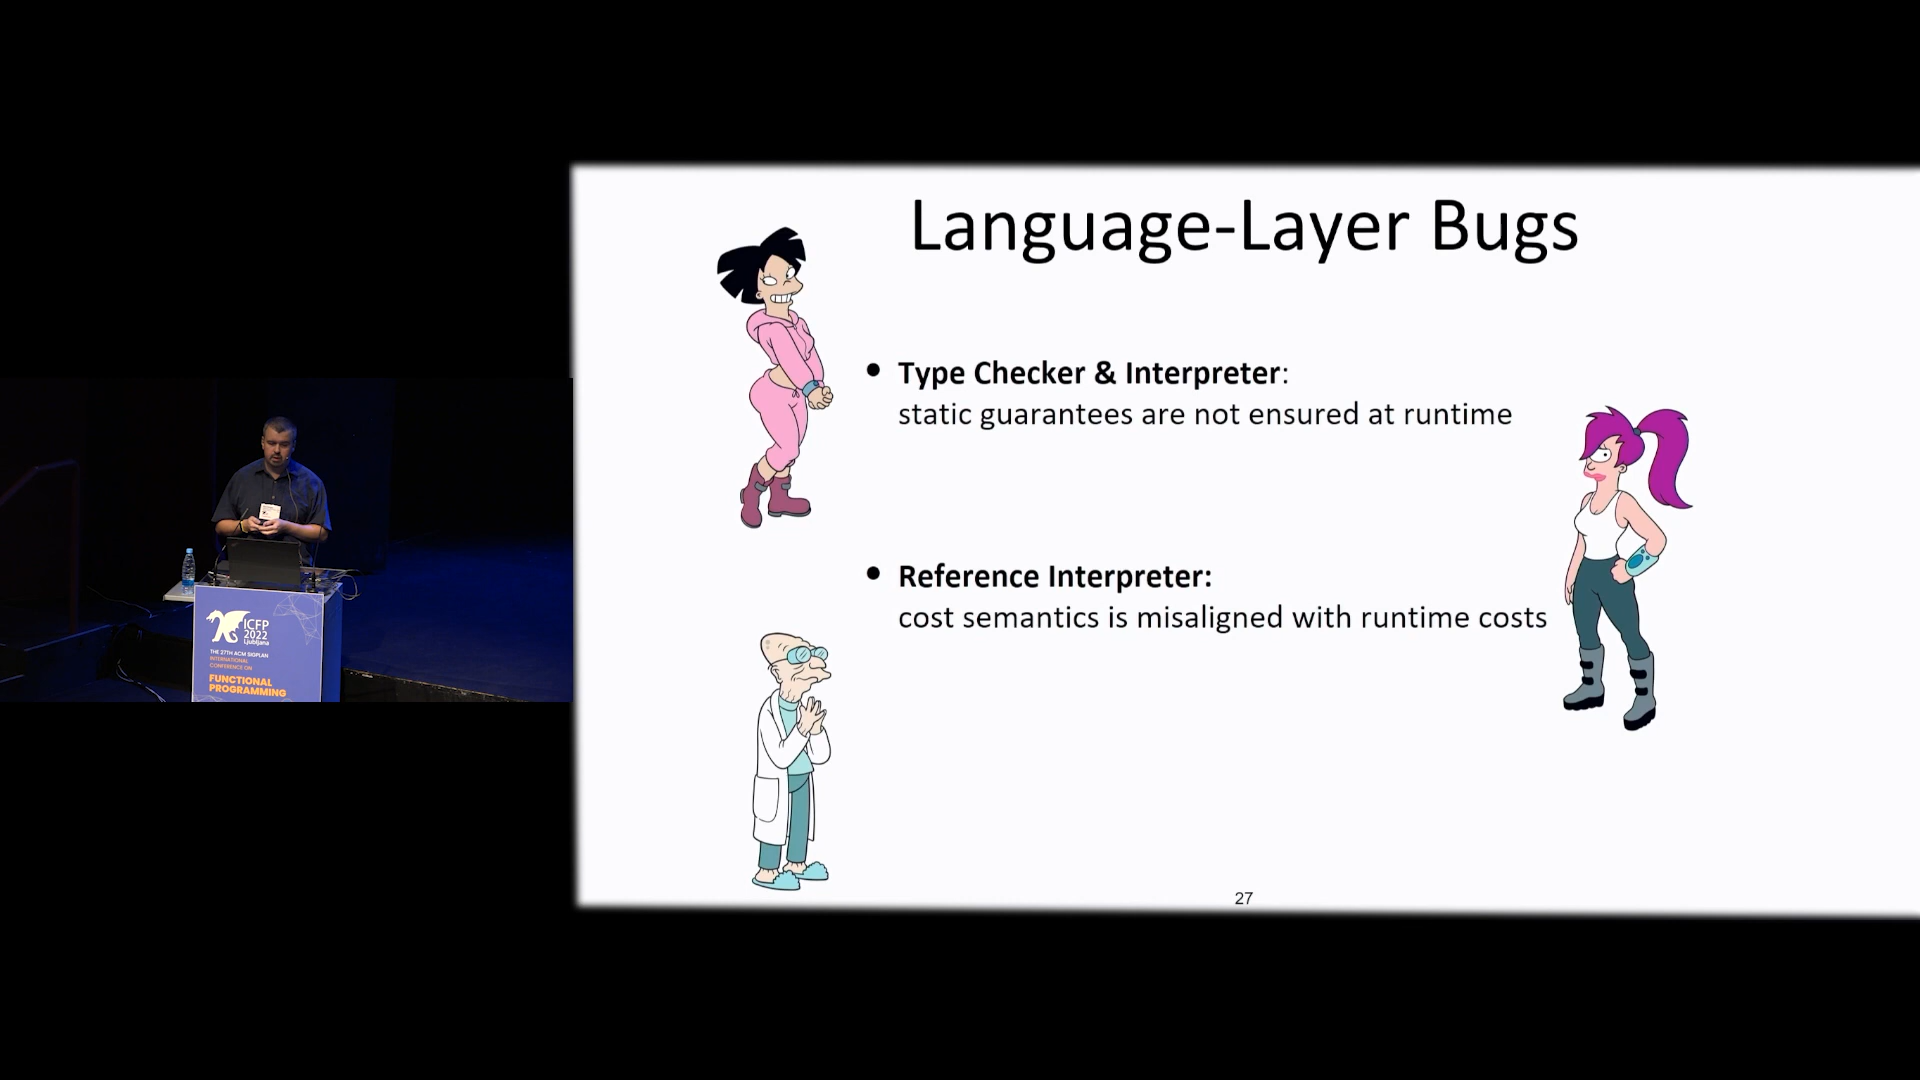 Language-Layer Bugs
• Type Checker & Interpreter:
static guarantees are not ensured at runtime
• Reference Interpreter:
cost semantics is misaligned with runtime costs
27
ICFP
2022
Ljubljana
THE 27TH ACM SIGPLAN
INTERNATIONAL
CONFERENCE ON
FUNCTIONAL
PROGRAMMING